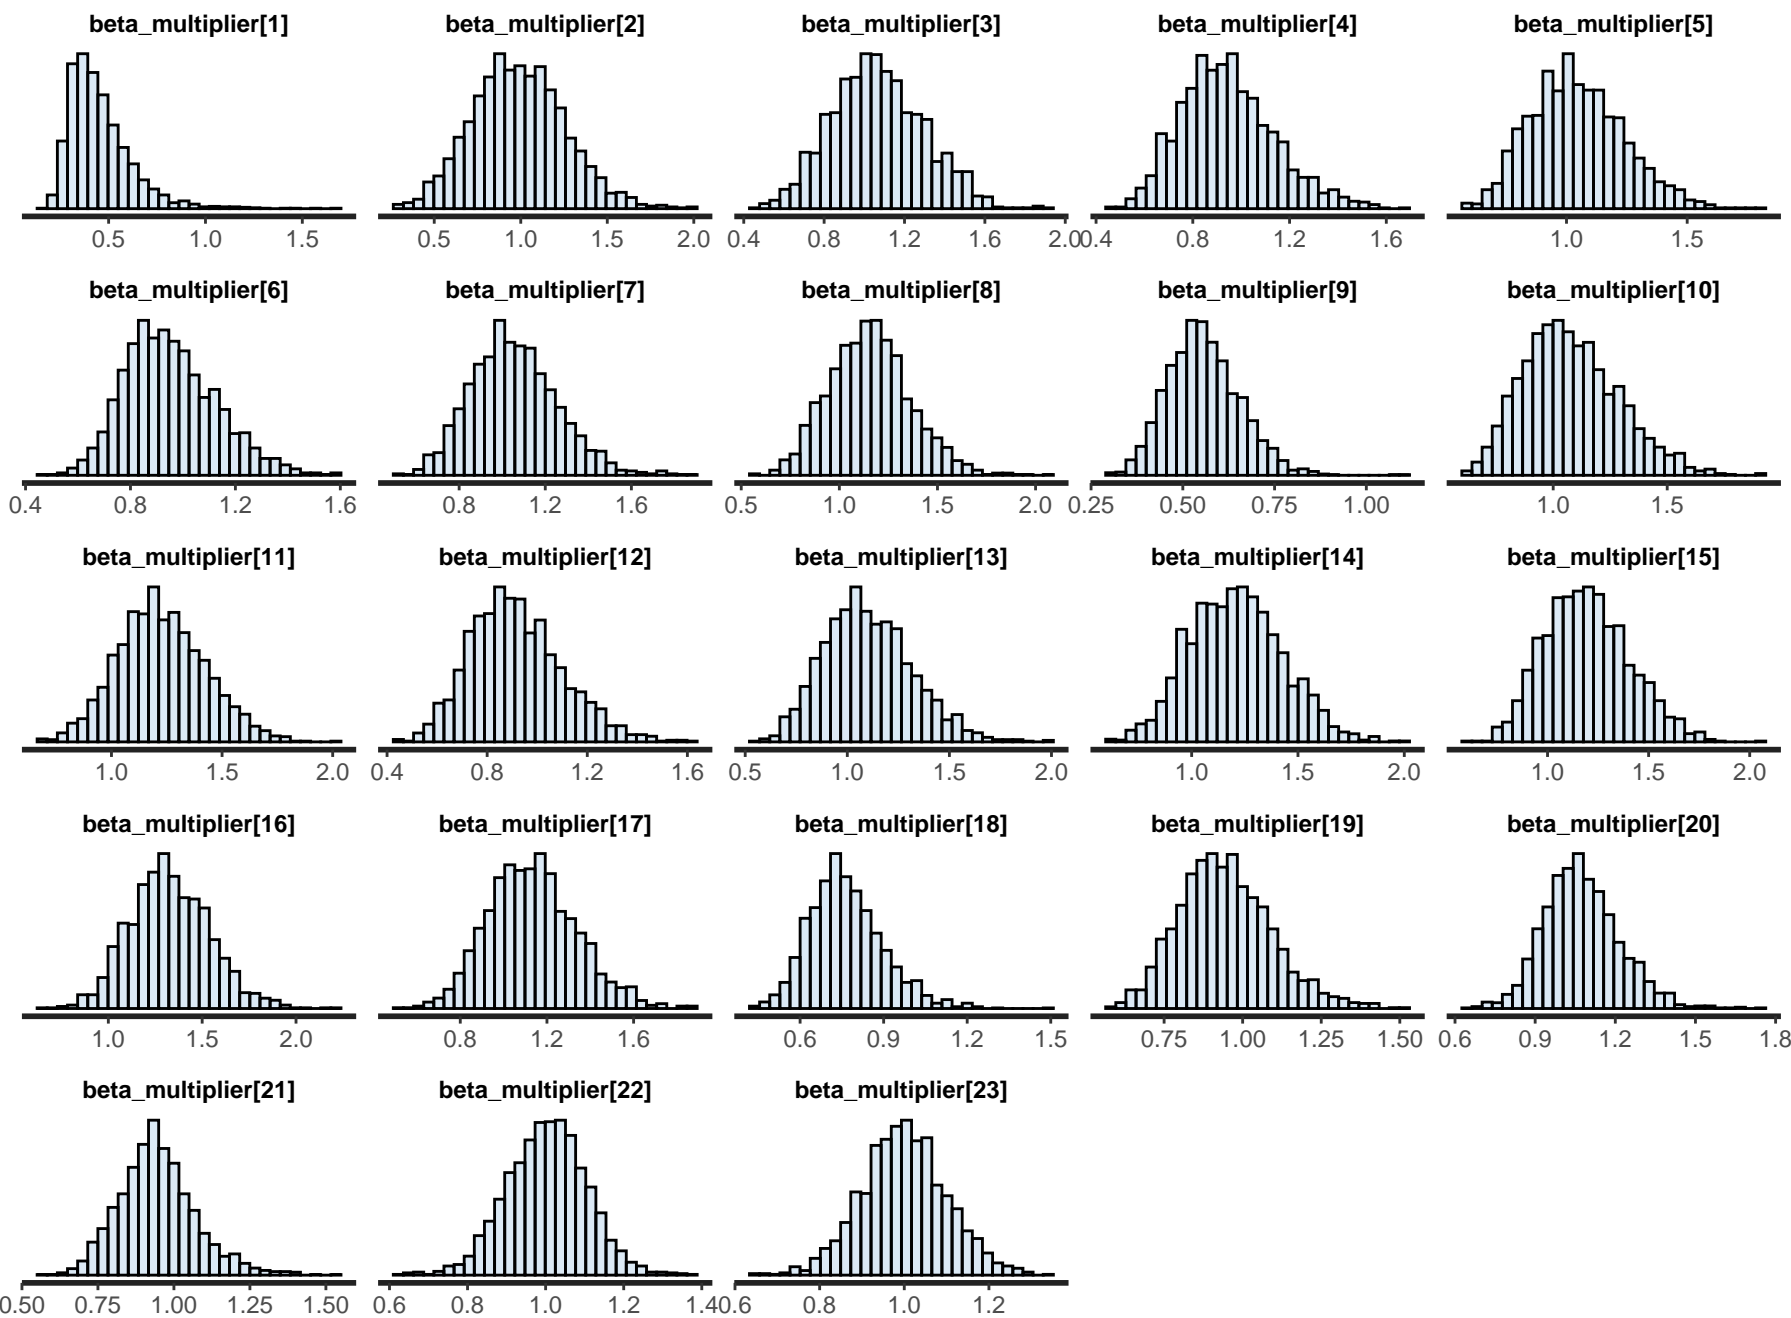 beta_multiplier[1] beta_multiplier[2] beta_multiplier[3] beta_multiplier[4] beta_multiplier[5]
0.5 1.0 1.5 0.5 1.0 1.5 2.0 0.4 0.8 1.2 1.6 2.0 0.4 0.8 1.2 1.6 1.0 1.5
beta_multiplier[6] beta_multiplier[7] beta_multiplier[8] beta_multiplier[9] beta_multiplier[10]
0.4 0.8 1.2 1.6 0.8 1.2 1.6 0.5 1.0 1.5 2.0 0.25 0.50 0.75 1.00 1.0 1.5
beta_multiplier[11] beta_multiplier[12] beta_multiplier[13] beta_multiplier[14] beta_multiplier[15]
1.0 1.5 2.0 0.4 0.8 1.2 1.6 0.5 1.0 1.5 2.0 1.0 1.5 2.0 1.0 1.5 2.0
beta_multiplier[16] beta_multiplier[17] beta_multiplier[18] beta_multiplier[19] beta_multiplier[20]
1.0 1.5 2.0 0.8 1.2 1.6 0.6 0.9 1.2 1.5 0.75 1.00 1.25 1.50 0.6 0.9 1.2 1.5 1.8
beta_multiplier[21] beta_multiplier[22] beta_multiplier[23]
0.50 0.75 1.00 1.25 1.50 0.6 0.8 1.0 1.2 1.4 0.6 0.8 1.0 1.2